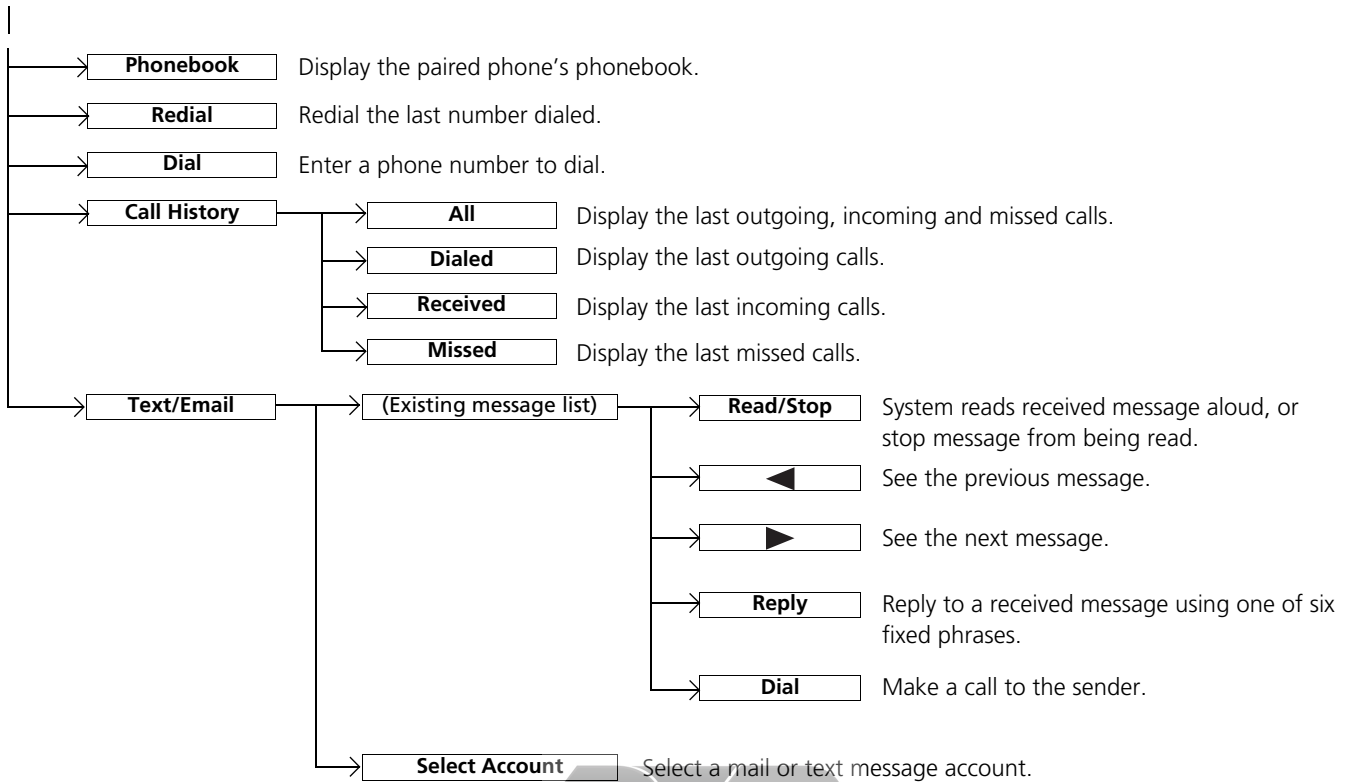 Phonebook Display the paired phone's phonebook.
Redial Redial the last number dialed.
Dial Enter a phone number to dial.
Call History All Display the last outgoing, incoming and missed calls.
Dialed Display the last outgoing calls.
Received Display the last incoming calls.
Missed Display the last missed calls.
Text/Email (Existing message list) Read/Stop System reads received message aloud, or
stop message from being read.
◀ See the previous message.
▶ See the next message.
Reply Reply to a received message using one of six
fixed phrases.
Dial Make a call to the sender.
Select Account Select a mail or text message account.